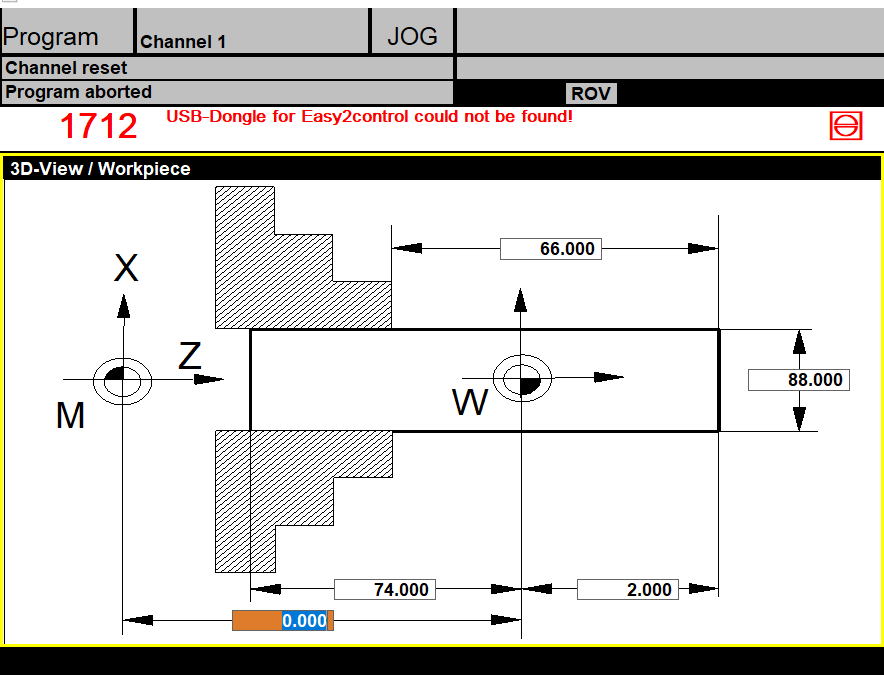 Program
Channel 1
JOG
Channel reset
Program aborted
ROV
1712
USB-Dongle for Easy2control could not be found!
3D-View / Workpiece
66.000
X
Z
88.000
M
W
74.000
2.000
0.000